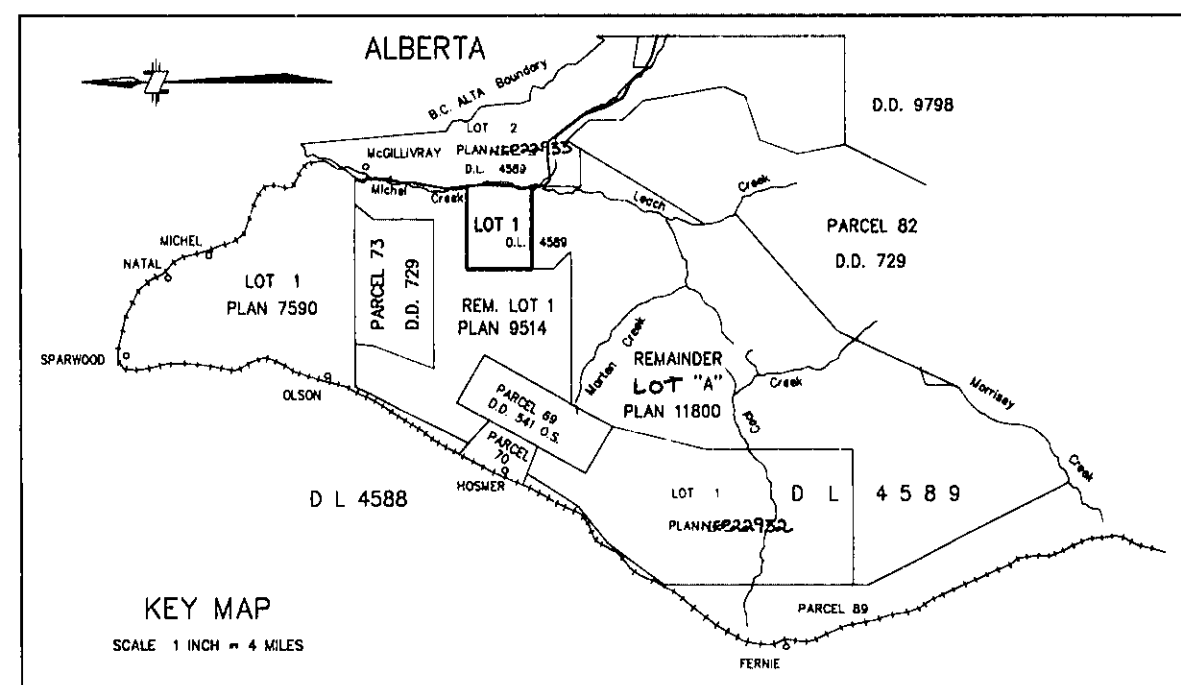 ALBERTA
B.C. ALTA Boundary
D.D. 9798
LOT 2
McGILLIVRAY PLAN NEP22933
D.L. 4589
Michel
Creek
Leach
Creek
LOT 1
D.L. 4589
PARCEL 82
D.D. 729
MICHEL
NATAL
LOT 1
PLAN 7590
PARCEL 73
D.D. 729
REM. LOT 1
PLAN 9514
SPARWOOD
OLSON
Marten Creek
REMAINDER
LOT "A"
PLAN 11800
Creek
Coal
Morrisey
Creek
PARCEL 69
D.D. 541 O.S.
PARCEL
70
HOSMER
D L 4588
LOT 1
D L 4589
PLAN NEP22932
KEY MAP
SCALE 1 INCH = 4 MILES
PARCEL 89
FERNIE